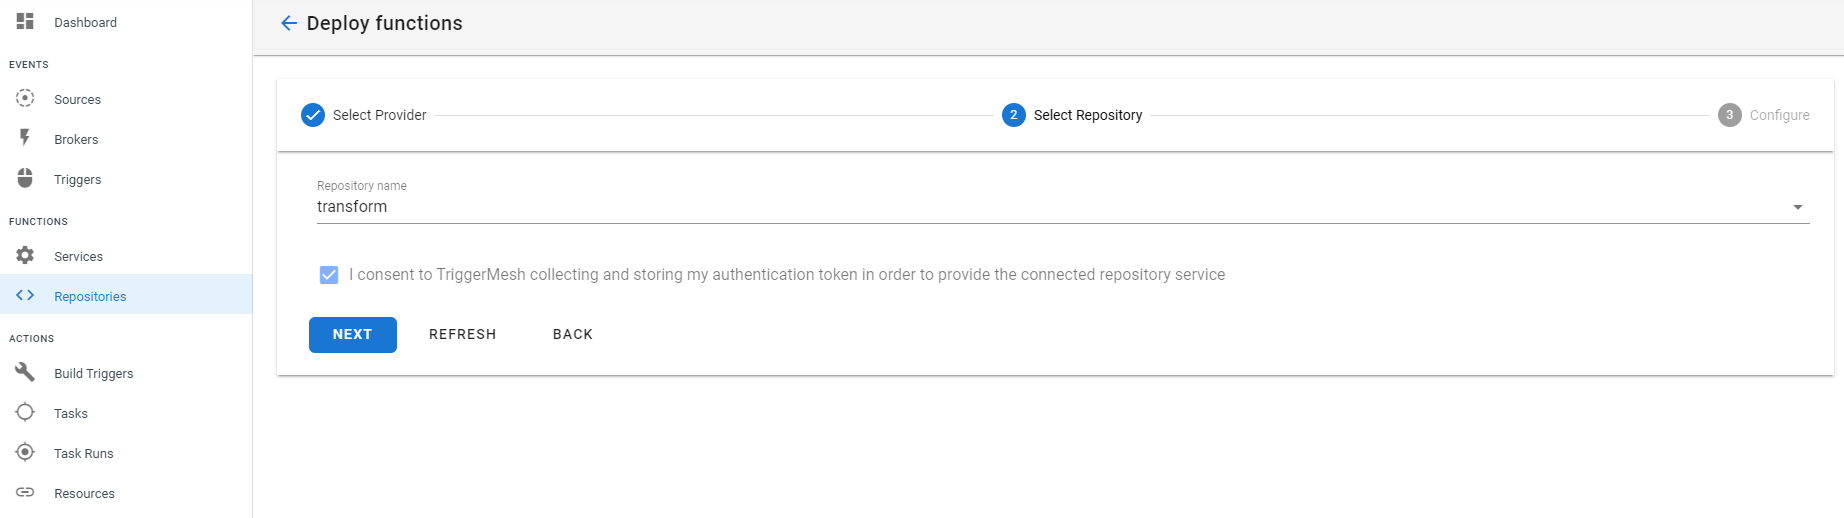 Dashboard
EVENTS
Sources
Brokers
Triggers
FUNCTIONS
Services
Repositories
ACTIONS
Build Triggers
Tasks
Task Runs
Resources
Deploy functions
Select Provider
2 Select Repository
3 Configure
Repository name
transform
I consent to TriggerMesh collecting and storing my authentication token in order to provide the connected repository service
NEXT REFRESH BACK